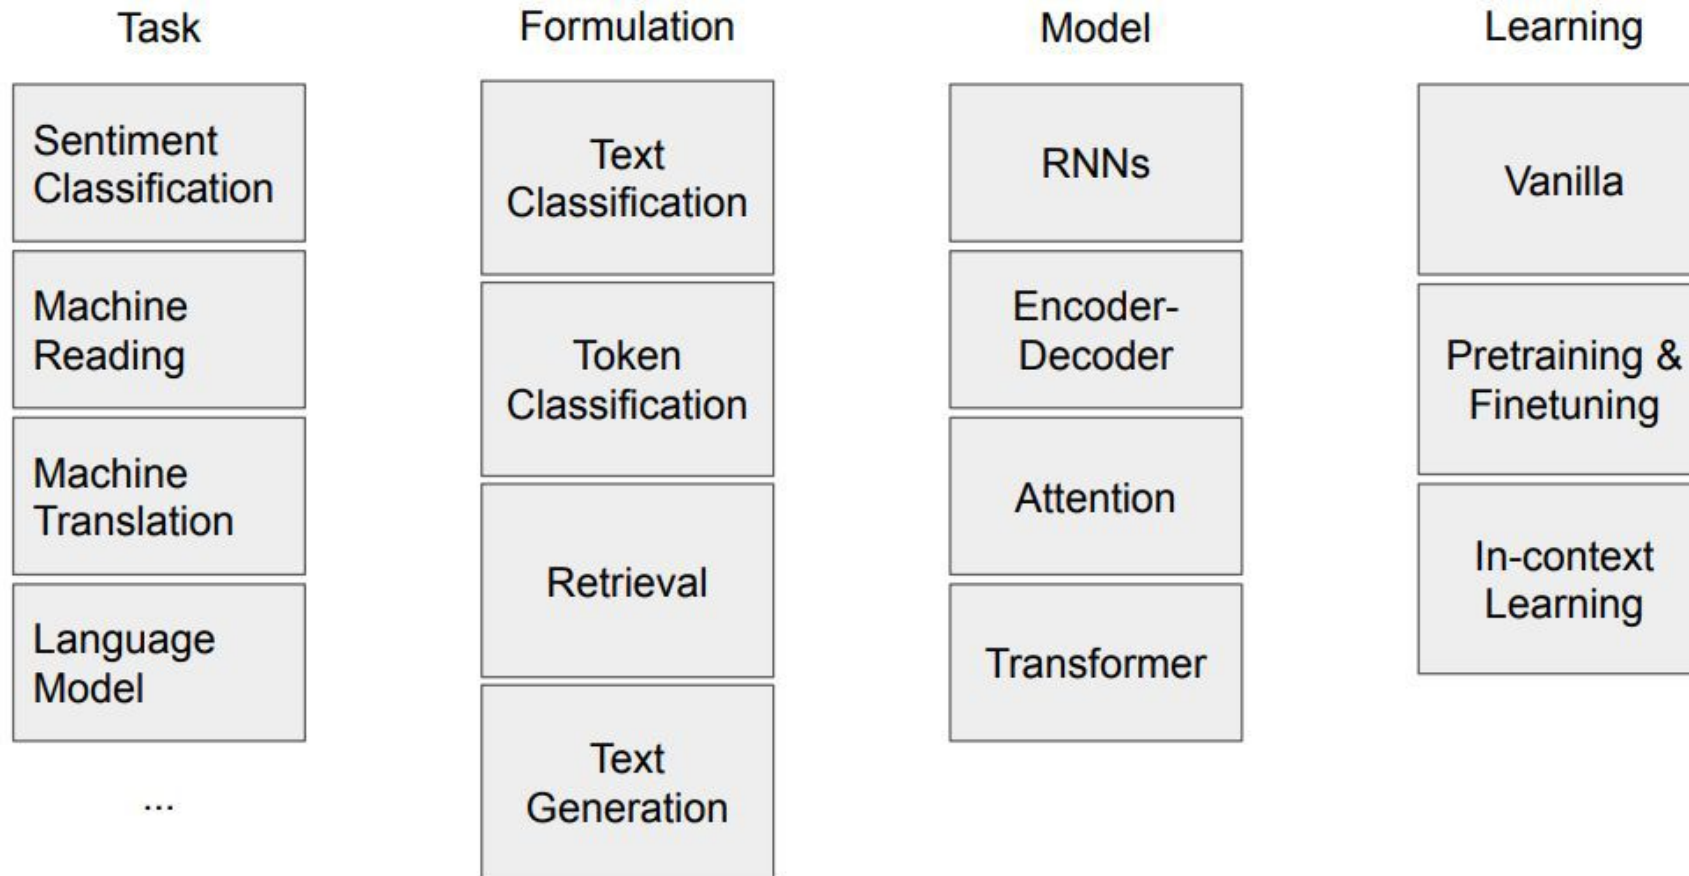 Task
Sentiment
Classification
Machine
Reading
Machine
Translation
Language
Model
...
Formulation
Text
Classification
Token
Classification
Retrieval
Text
Generation
Model
RNNs
Encoder-
Decoder
Attention
Transformer
Learning
Vanilla
Pretraining &
Finetuning
In-context
Learning